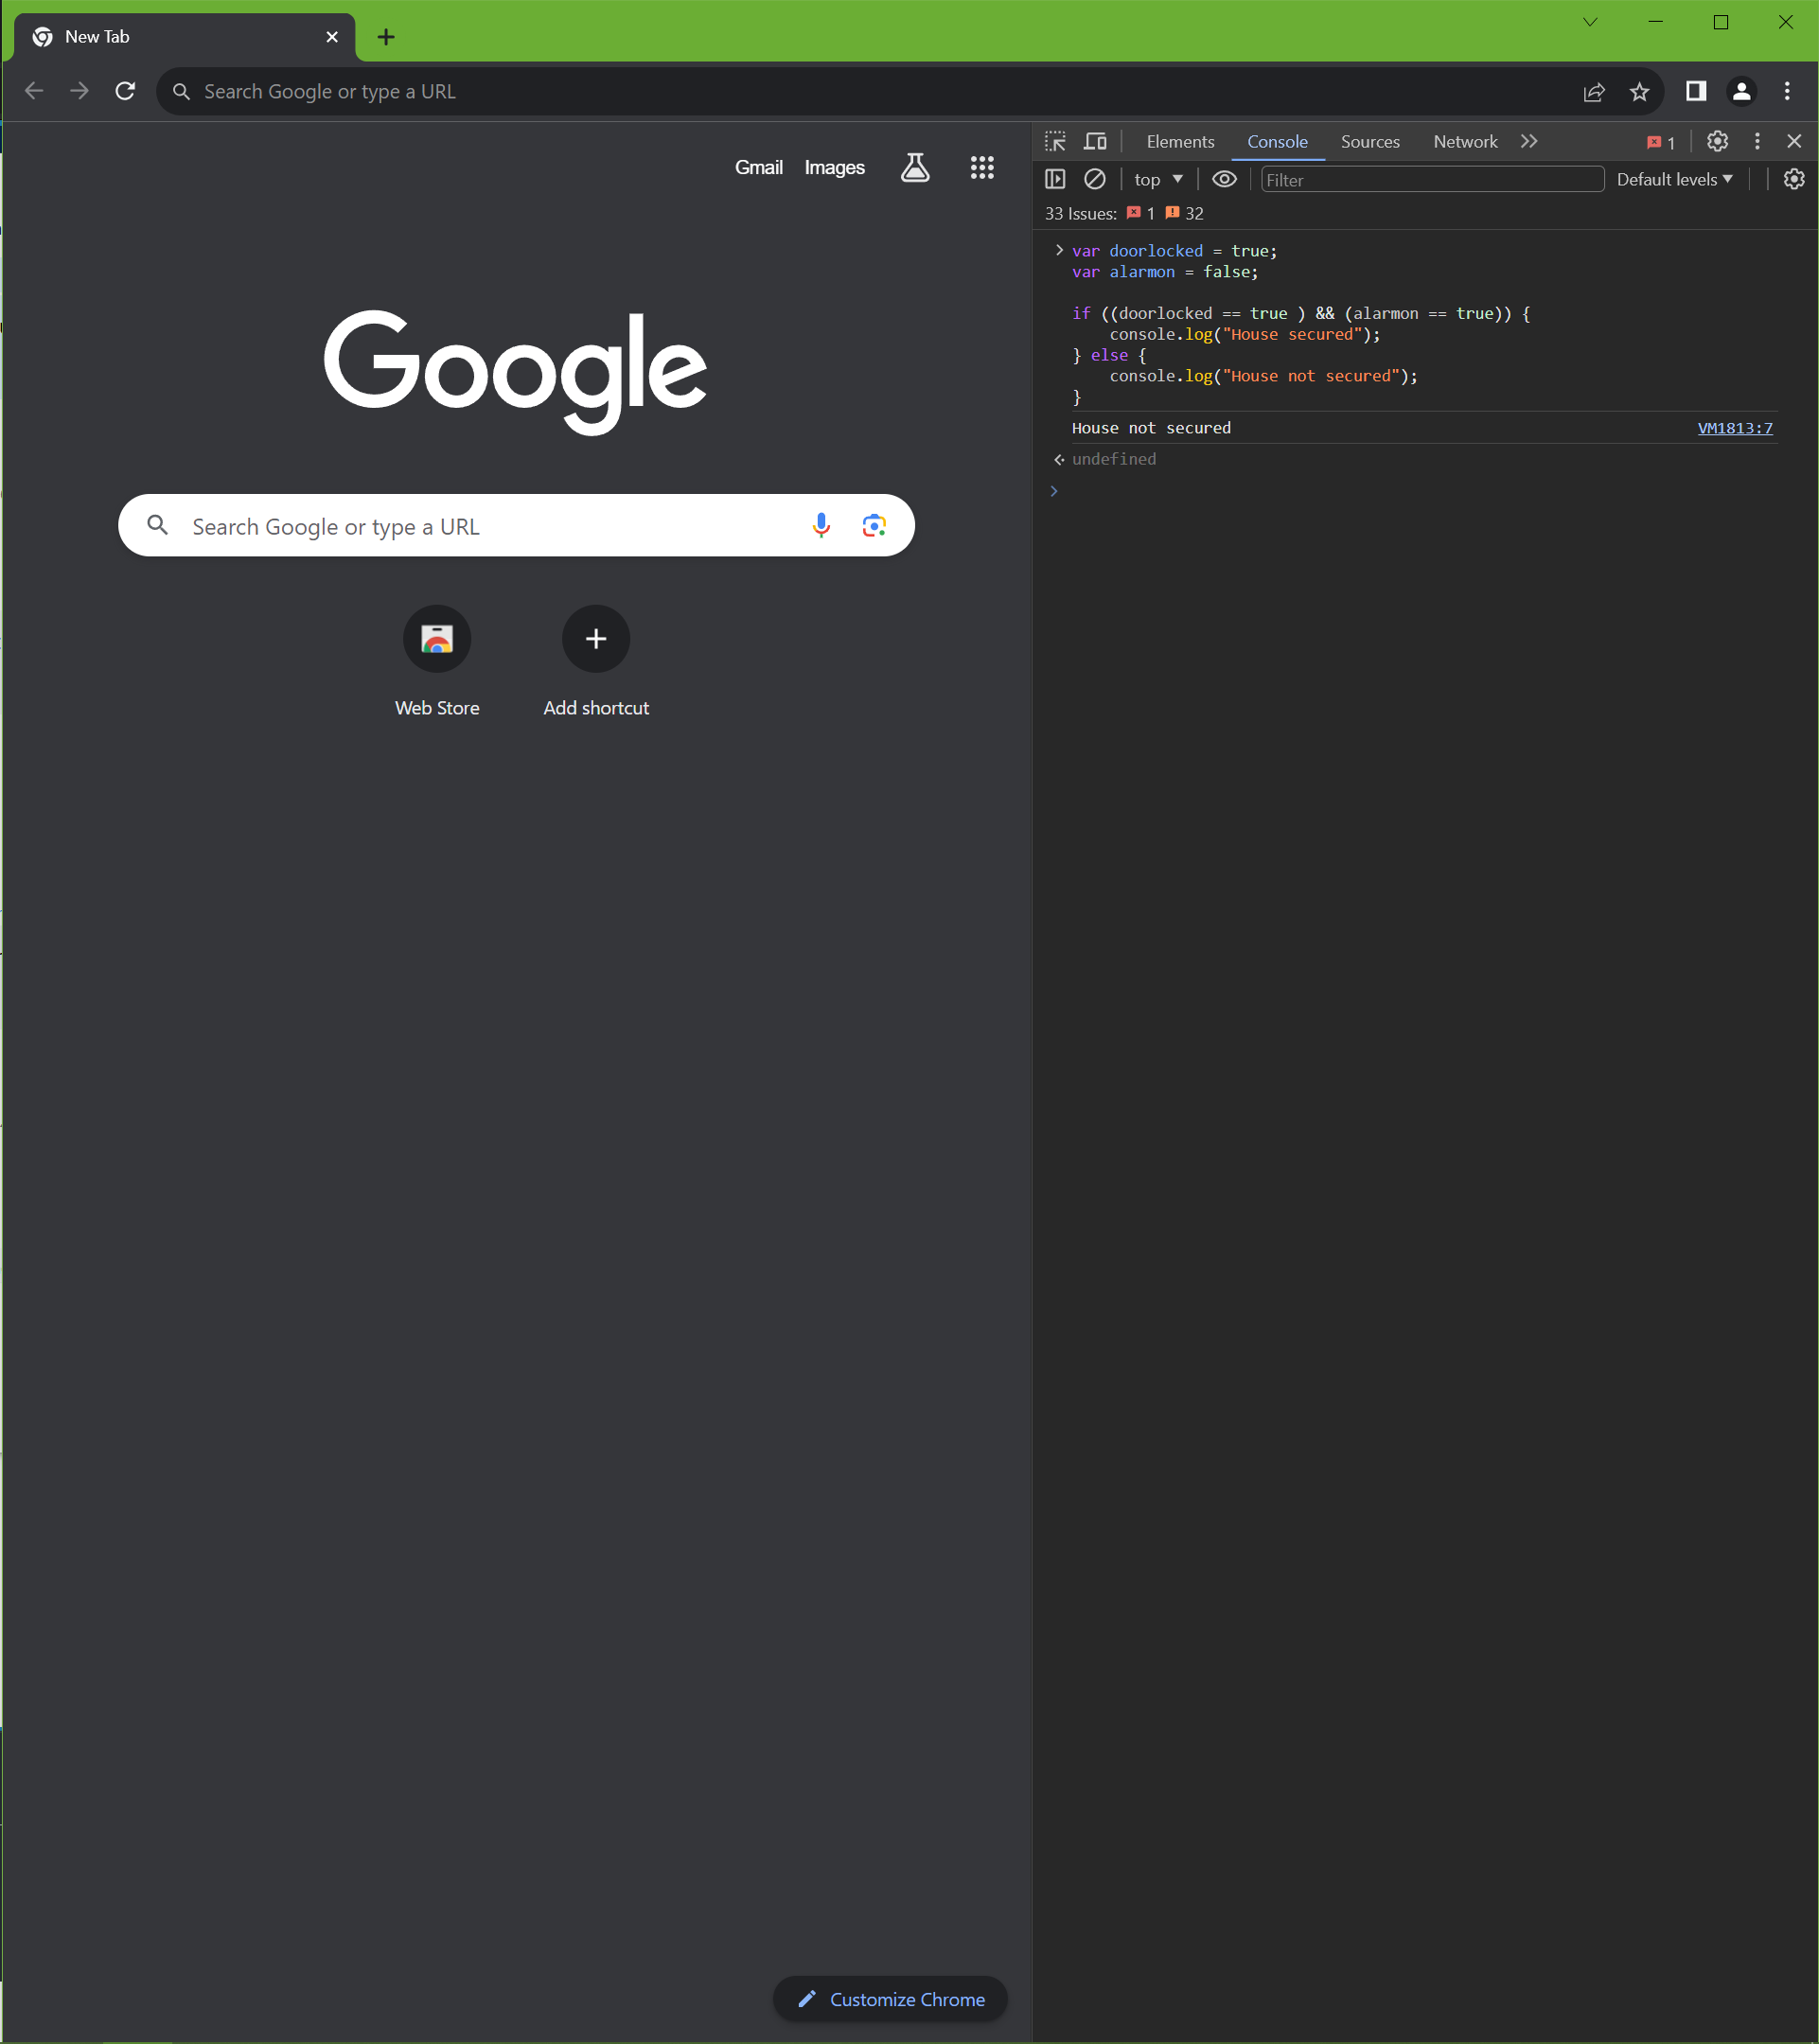 New Tab
Search Google or type a URL
Gmail Images
Google
Search Google or type a URL
Web Store
Add shortcut
Customize Chrome
Elements Console Sources Network 1
top Filter Default levels
33 Issues: 1 32
var doorlocked = true;
var alarmon = false;
if ((doorlocked == true ) && (alarmon == true)) {
    console.log("House secured");
} else {
    console.log("House not secured");
}
House not secured VM1813:7
undefined